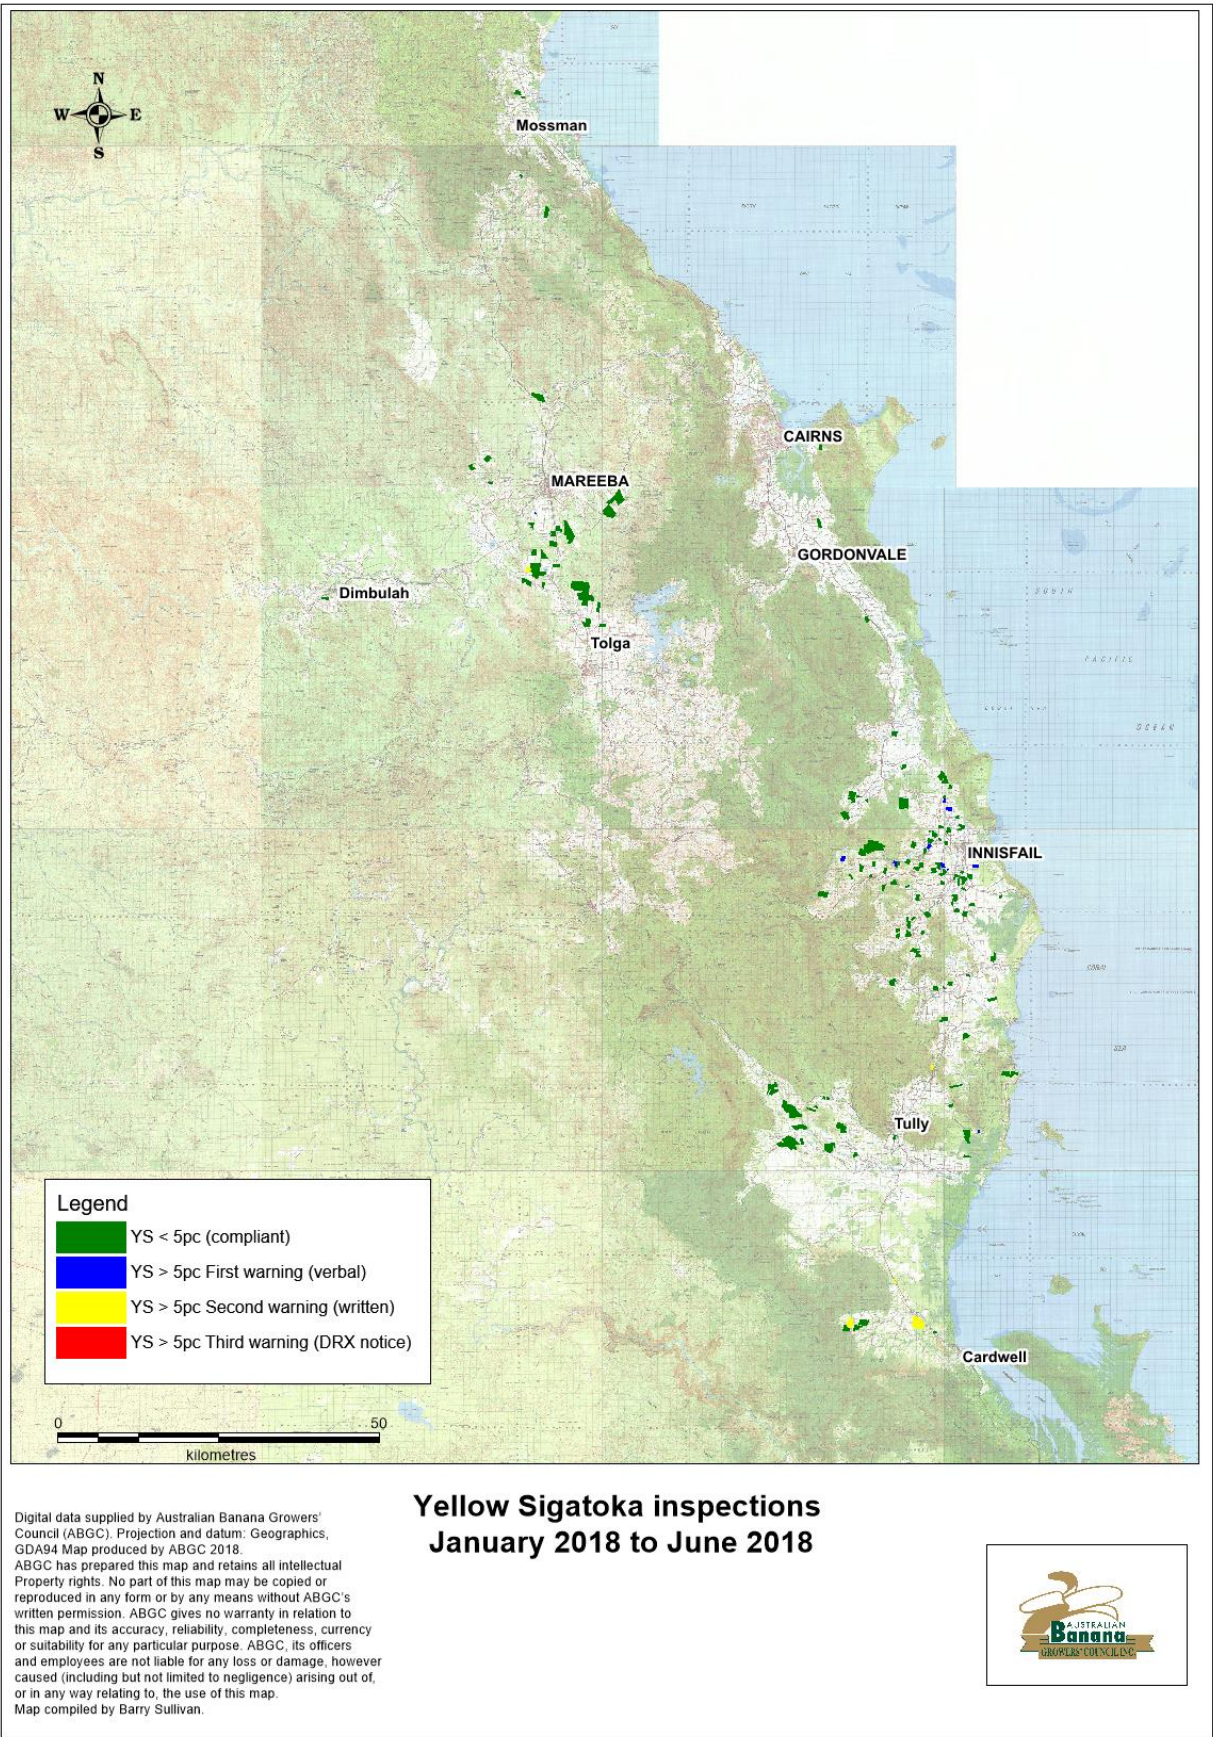 N
W E
S
Mossman
CAIRNS
MAREEBA
GORDONVALE
Dimbulah
Tolga
INNISFAIL
Tully
Cardwell
Legend
YS < 5pc (compliant)
YS > 5pc First warning (verbal)
YS > 5pc Second warning (written)
YS > 5pc Third warning (DRX notice)
0 50
kilometres
Yellow Sigatoka inspections
January 2018 to June 2018
Digital data supplied by Australian Banana Growers'
Council (ABGC). Projection and datum: Geographics,
GDA94 Map produced by ABGC 2018.
ABGC has prepared this map and retains all intellectual
Property rights. No part of this map may be copied or
reproduced in any form or by any means without ABGC's
written permission. ABGC gives no warranty in relation to
this map and its accuracy, reliability, completeness, currency
or suitability for any particular purpose. ABGC, its officers
and employees are not liable for any loss or damage, however
caused (including but not limited to negligence) arising out of,
or in any way relating to, the use of this map.
Map compiled by Barry Sullivan.
AUSTRALIAN
Banana
GROWERS' COUNCIL INC.